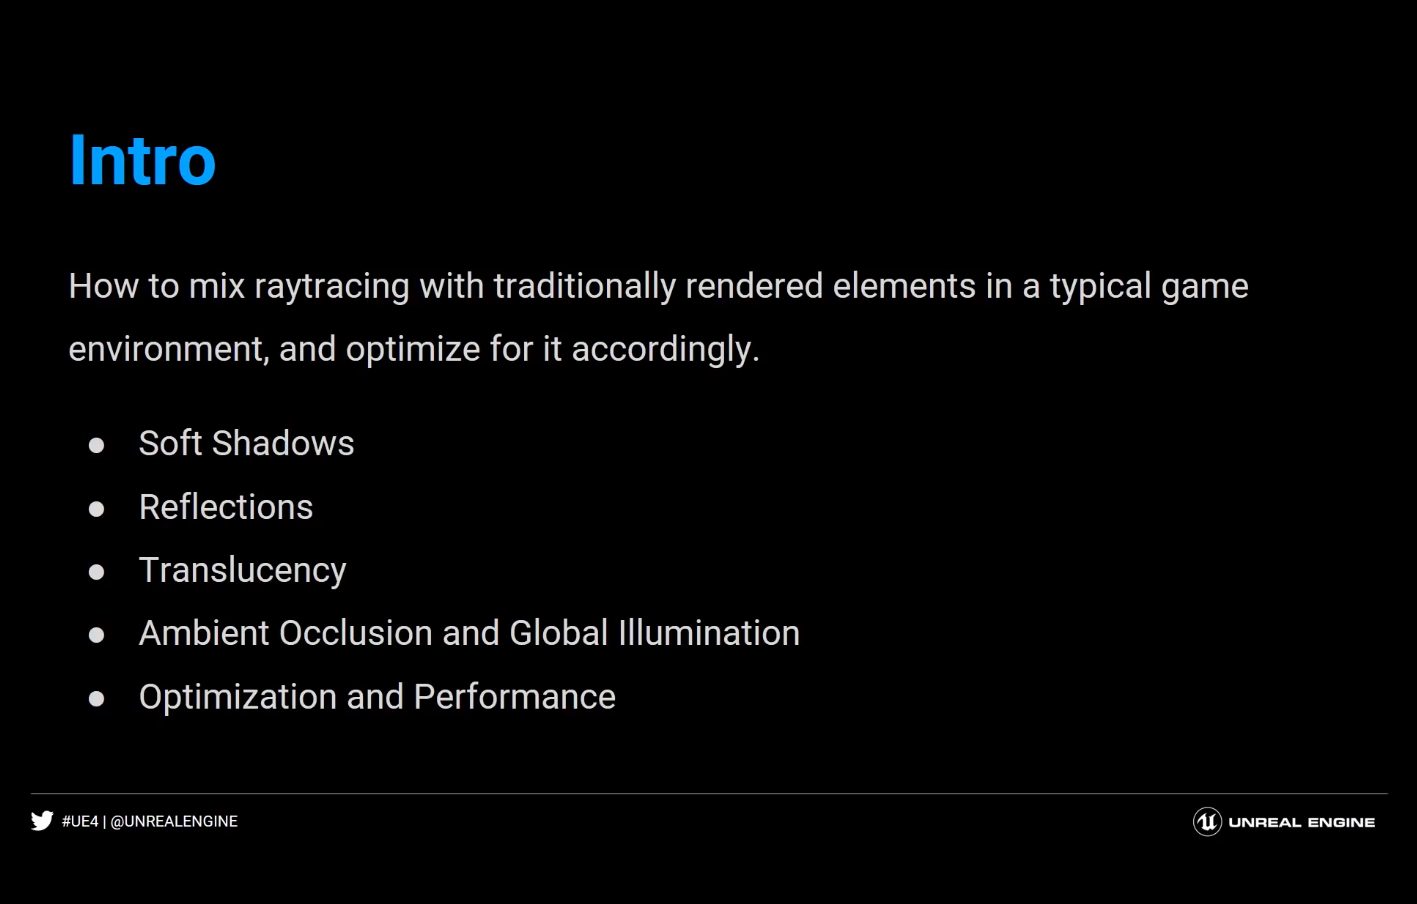 Intro
How to mix raytracing with traditionally rendered elements in a typical game
environment, and optimize for it accordingly.
● Soft Shadows
● Reflections
● Translucency
● Ambient Occlusion and Global Illumination
● Optimization and Performance
#UE4 | @UNREALENGINE
UNREAL ENGINE